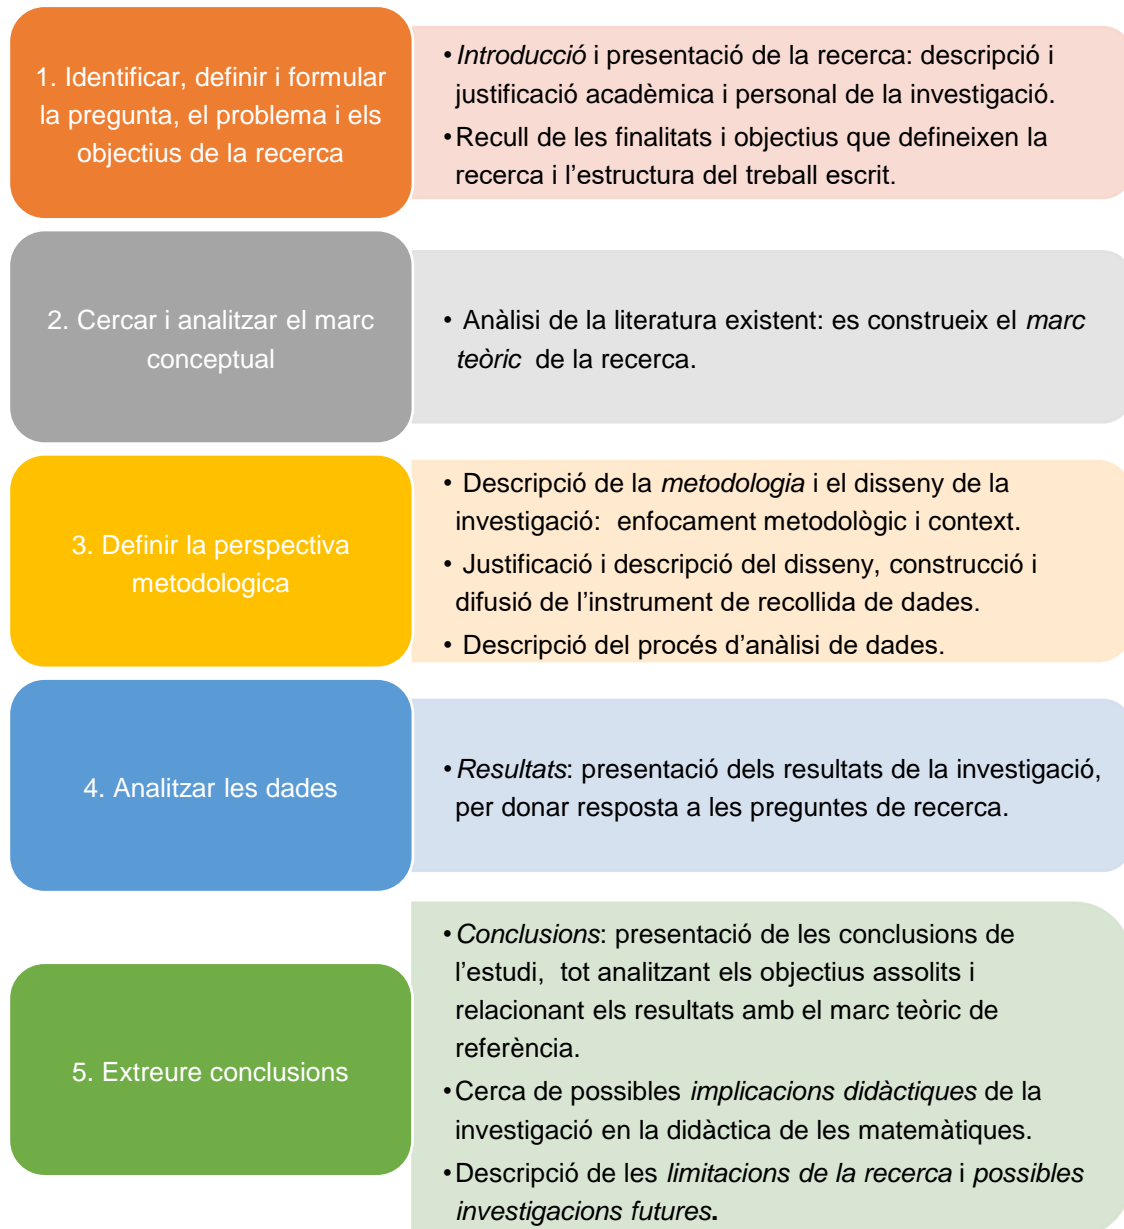 1. Identificar, definir i formular
la pregunta, el problema i els
objectius de la recerca
• Introducció i presentació de la recerca: descripció i
justificació acadèmica i personal de la investigació.
• Recull de les finalitats i objectius que defineixen la
recerca i l’estructura del treball escrit.
2. Cercar i analitzar el marc
conceptual
• Anàlisi de la literatura existent: es construeix el marc
teòric de la recerca.
3. Definir la perspectiva
metodologica
• Descripció de la metodologia i el disseny de la
investigació: enfocament metodològic i context.
• Justificació i descripció del disseny, construcció i
difusió de l’instrument de recollida de dades.
• Descripció del procés d’anàlisi de dades.
4. Analitzar les dades
• Resultats: presentació dels resultats de la investigació,
per donar resposta a les preguntes de recerca.
5. Extreure conclusions
• Conclusions: presentació de les conclusions de
l’estudi, tot analitzant els objectius assolits i
relacionant els resultats amb el marc teòric de
referència.
• Cerca de possibles implicacions didàctiques de la
investigació en la didàctica de les matemàtiques.
• Descripció de les limitacions de la recerca i possibles
investigacions futures.